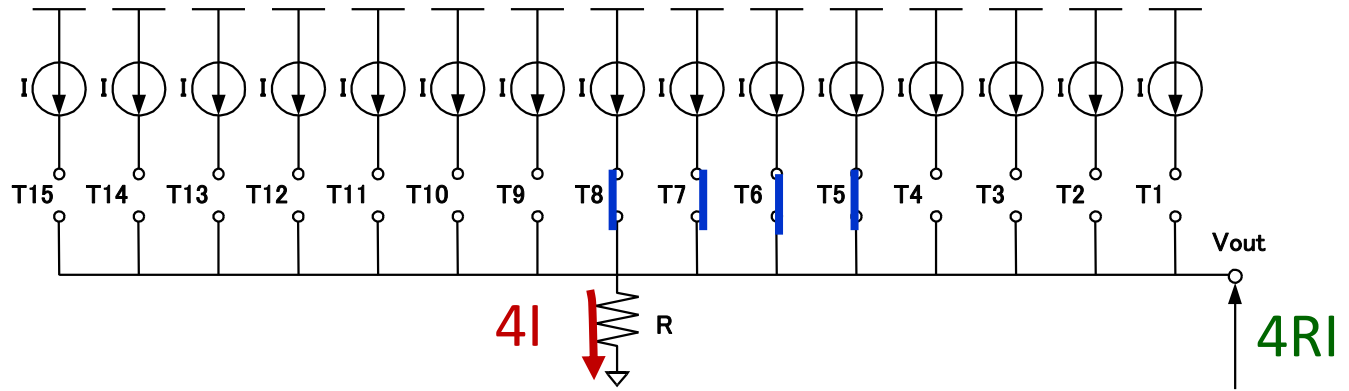 I I I I I I I I I I I I I I I
T15 T14 T13 T12 T11 T10 T9 T8 T7 T6 T5 T4 T3 T2 T1
Vout
4I R 4RI